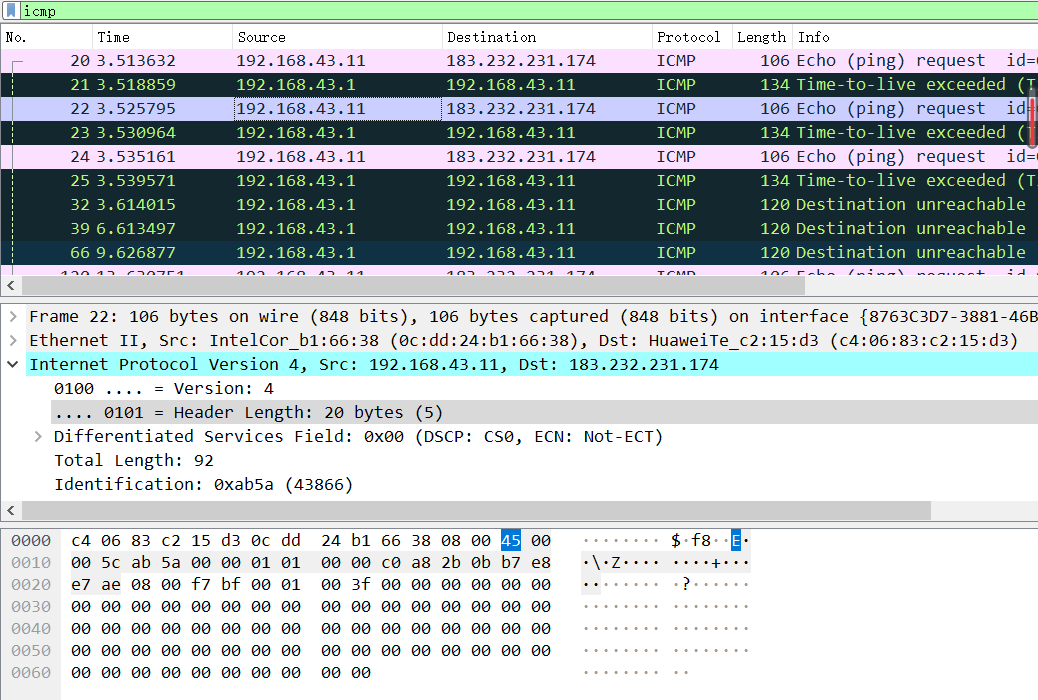 icmp
No. Time Source Destination Protocol Length Info
20 3.513632 192.168.43.11 183.232.231.174 ICMP 106 Echo (ping) request id=
21 3.518859 192.168.43.1 192.168.43.11 ICMP 134 Time-to-live exceeded (T
22 3.525795 192.168.43.11 183.232.231.174 ICMP 106 Echo (ping) request id=
23 3.530964 192.168.43.1 192.168.43.11 ICMP 134 Time-to-live exceeded (T
24 3.535161 192.168.43.11 183.232.231.174 ICMP 106 Echo (ping) request id=
25 3.539571 192.168.43.1 192.168.43.11 ICMP 134 Time-to-live exceeded (T
32 3.614015 192.168.43.1 192.168.43.11 ICMP 120 Destination unreachable
39 6.613497 192.168.43.1 192.168.43.11 ICMP 120 Destination unreachable
66 9.626877 192.168.43.1 192.168.43.11 ICMP 120 Destination unreachable
Frame 22: 106 bytes on wire (848 bits), 106 bytes captured (848 bits) on interface {8763C3D7-3881-46B
Ethernet II, Src: IntelCor_b1:66:38 (0c:dd:24:b1:66:38), Dst: HuaweiTe_c2:15:d3 (c4:06:83:c2:15:d3)
Internet Protocol Version 4, Src: 192.168.43.11, Dst: 183.232.231.174
0100 .... = Version: 4
.... 0101 = Header Length: 20 bytes (5)
Differentiated Services Field: 0x00 (DSCP: CS0, ECN: Not-ECT)
Total Length: 92
Identification: 0xab5a (43866)
0000 c4 06 83 c2 15 d3 0c dd 24 b1 66 38 08 00 45 00 ········ $·f8··E·
0010 00 5c ab 5a 00 00 01 01 00 00 c0 a8 2b 0b b7 e8 ·\·Z···· ····+···
0020 e7 ae 08 00 f7 bf 00 01 00 3f 00 00 00 00 00 00 ········ ·?······
0030 00 00 00 00 00 00 00 00 00 00 00 00 00 00 00 00 ········ ········
0040 00 00 00 00 00 00 00 00 00 00 00 00 00 00 00 00 ········ ········
0050 00 00 00 00 00 00 00 00 00 00 00 00 00 00 00 00 ········ ········
0060 00 00 00 00 00 00 00 00 00 00 ········ ··